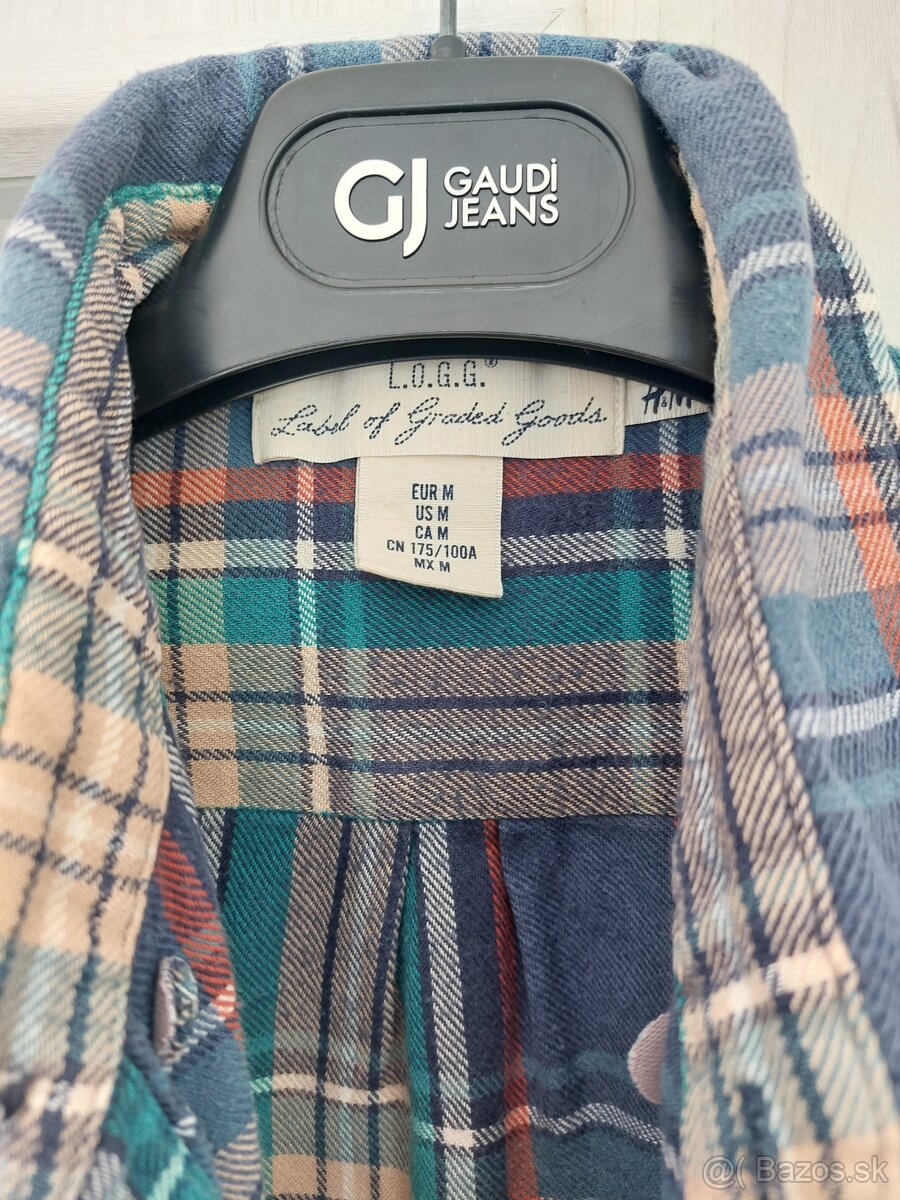 GJ GAUDi
JEANS
L.O.G.G.®
Label of Graded Goods
H&M
EUR M
US M
CA M
CN 175/100A
MX M
@( Bazos.sk